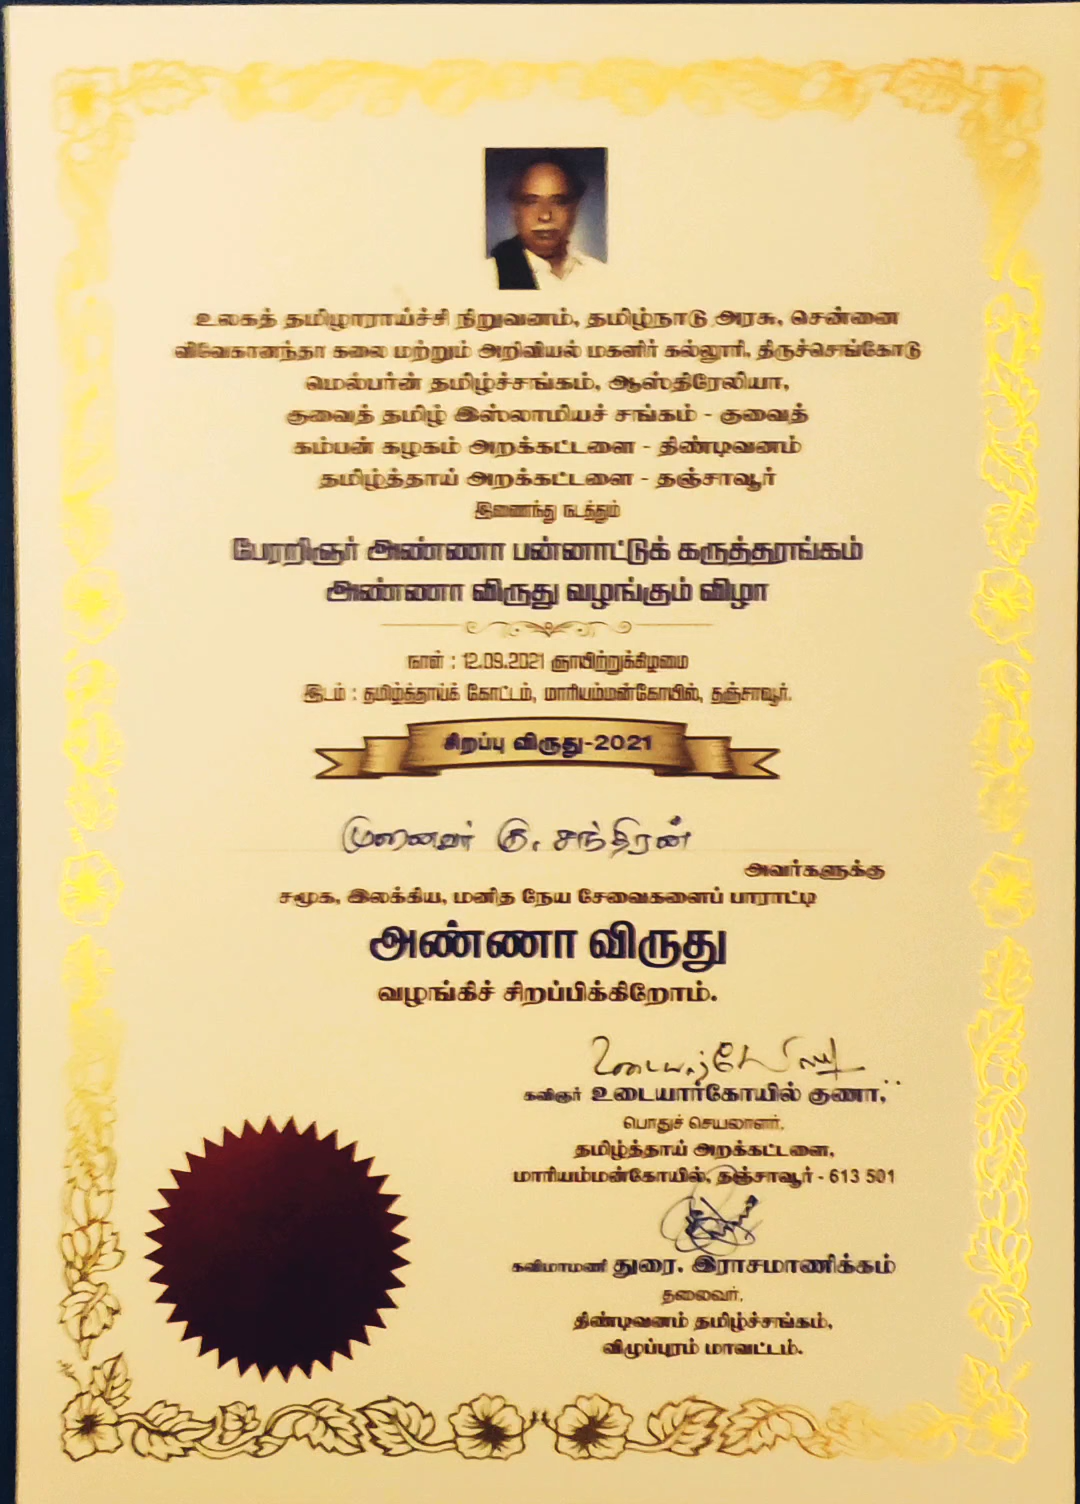 உலகத் தமிழாராய்ச்சி நிறுவனம், தமிழ்நாடு அரசு, சென்னை
விவேகானந்தா கலை மற்றும் அறிவியல் மகளிர் கல்லூரி, திருச்செங்கோடு
மெல்பர்ன் தமிழ்ச்சங்கம், ஆஸ்திரேலியா,
குவைத் தமிழ் இஸ்லாமியச் சங்கம் - குவைத்
கம்பன் கழகம் அறக்கட்டளை - திண்டிவனம்
தமிழ்த்தாய் அறக்கட்டளை - தஞ்சாவூர்
இணைந்து நடத்தும்
பேரறிஞர் அண்ணா பன்னாட்டுக் கருத்தரங்கம்
அண்ணா விருது வழங்கும் விழா
நாள் : 12.09.2021 ஞாயிற்றுக்கிழமை
இடம் : தமிழ்த்தாய்க் கோட்டம், மாரியம்மன்கோயில், தஞ்சாவூர்.
சிறப்பு விருது-2021
முனைவர் கு. சந்திரன்
அவர்களுக்கு
சமூக, இலக்கிய, மனித நேய சேவைகளைப் பாராட்டி
அண்ணா விருது
வழங்கிச் சிறப்பிக்கிறோம்.
கவிஞர் உடையார்கோயில் குணா,
பொதுச் செயலாளர்,
தமிழ்த்தாய் அறக்கட்டளை,
மாரியம்மன்கோயில், தஞ்சாவூர் - 613 501
கவிமாமணி துரை. இராசமாணிக்கம்
தலைவர்,
திண்டிவனம் தமிழ்ச்சங்கம்,
விழுப்புரம் மாவட்டம்.